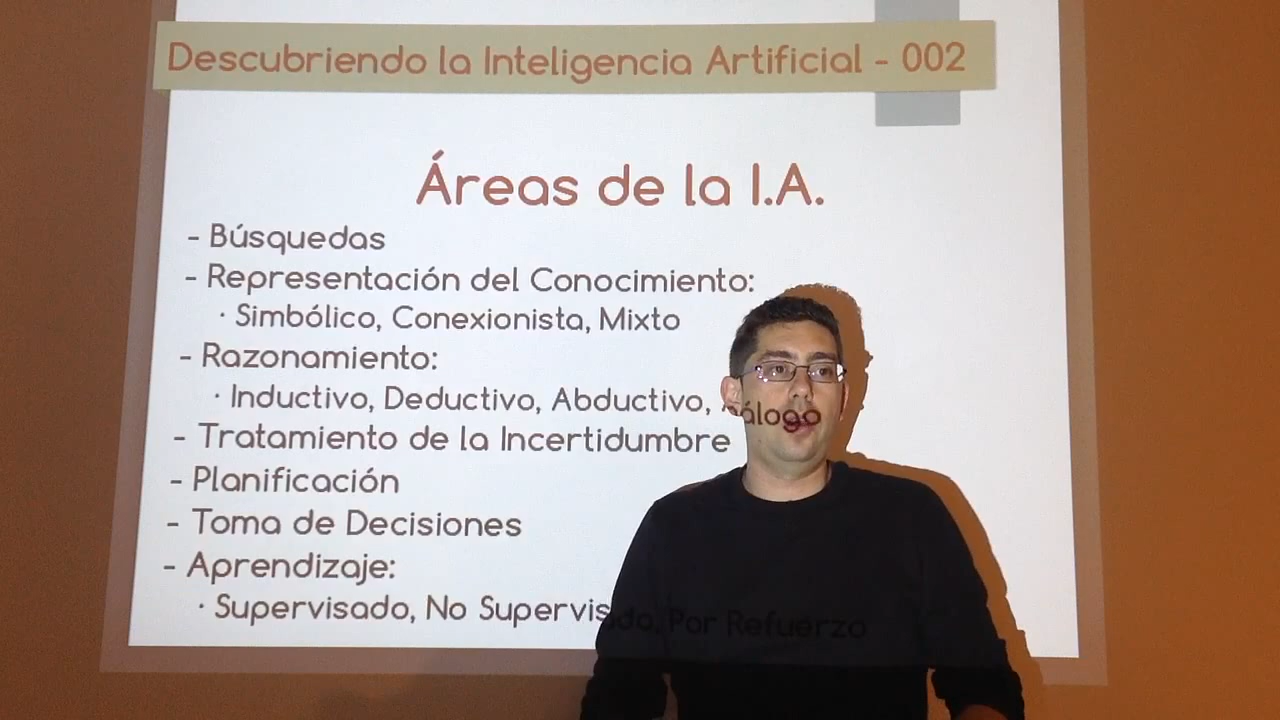 Descubriendo la Inteligencia Artificial - 002
Áreas de la I.A.
- Búsquedas
- Representación del Conocimiento:
· Simbólico, Conexionista, Mixto
- Razonamiento:
· Inductivo, Deductivo, Abductivo,
- Tratamiento de la Incertidumbre
- Planificación
- Toma de Decisiones
- Aprendizaje:
· Supervisado, No Supervisado, Por Refuerzo